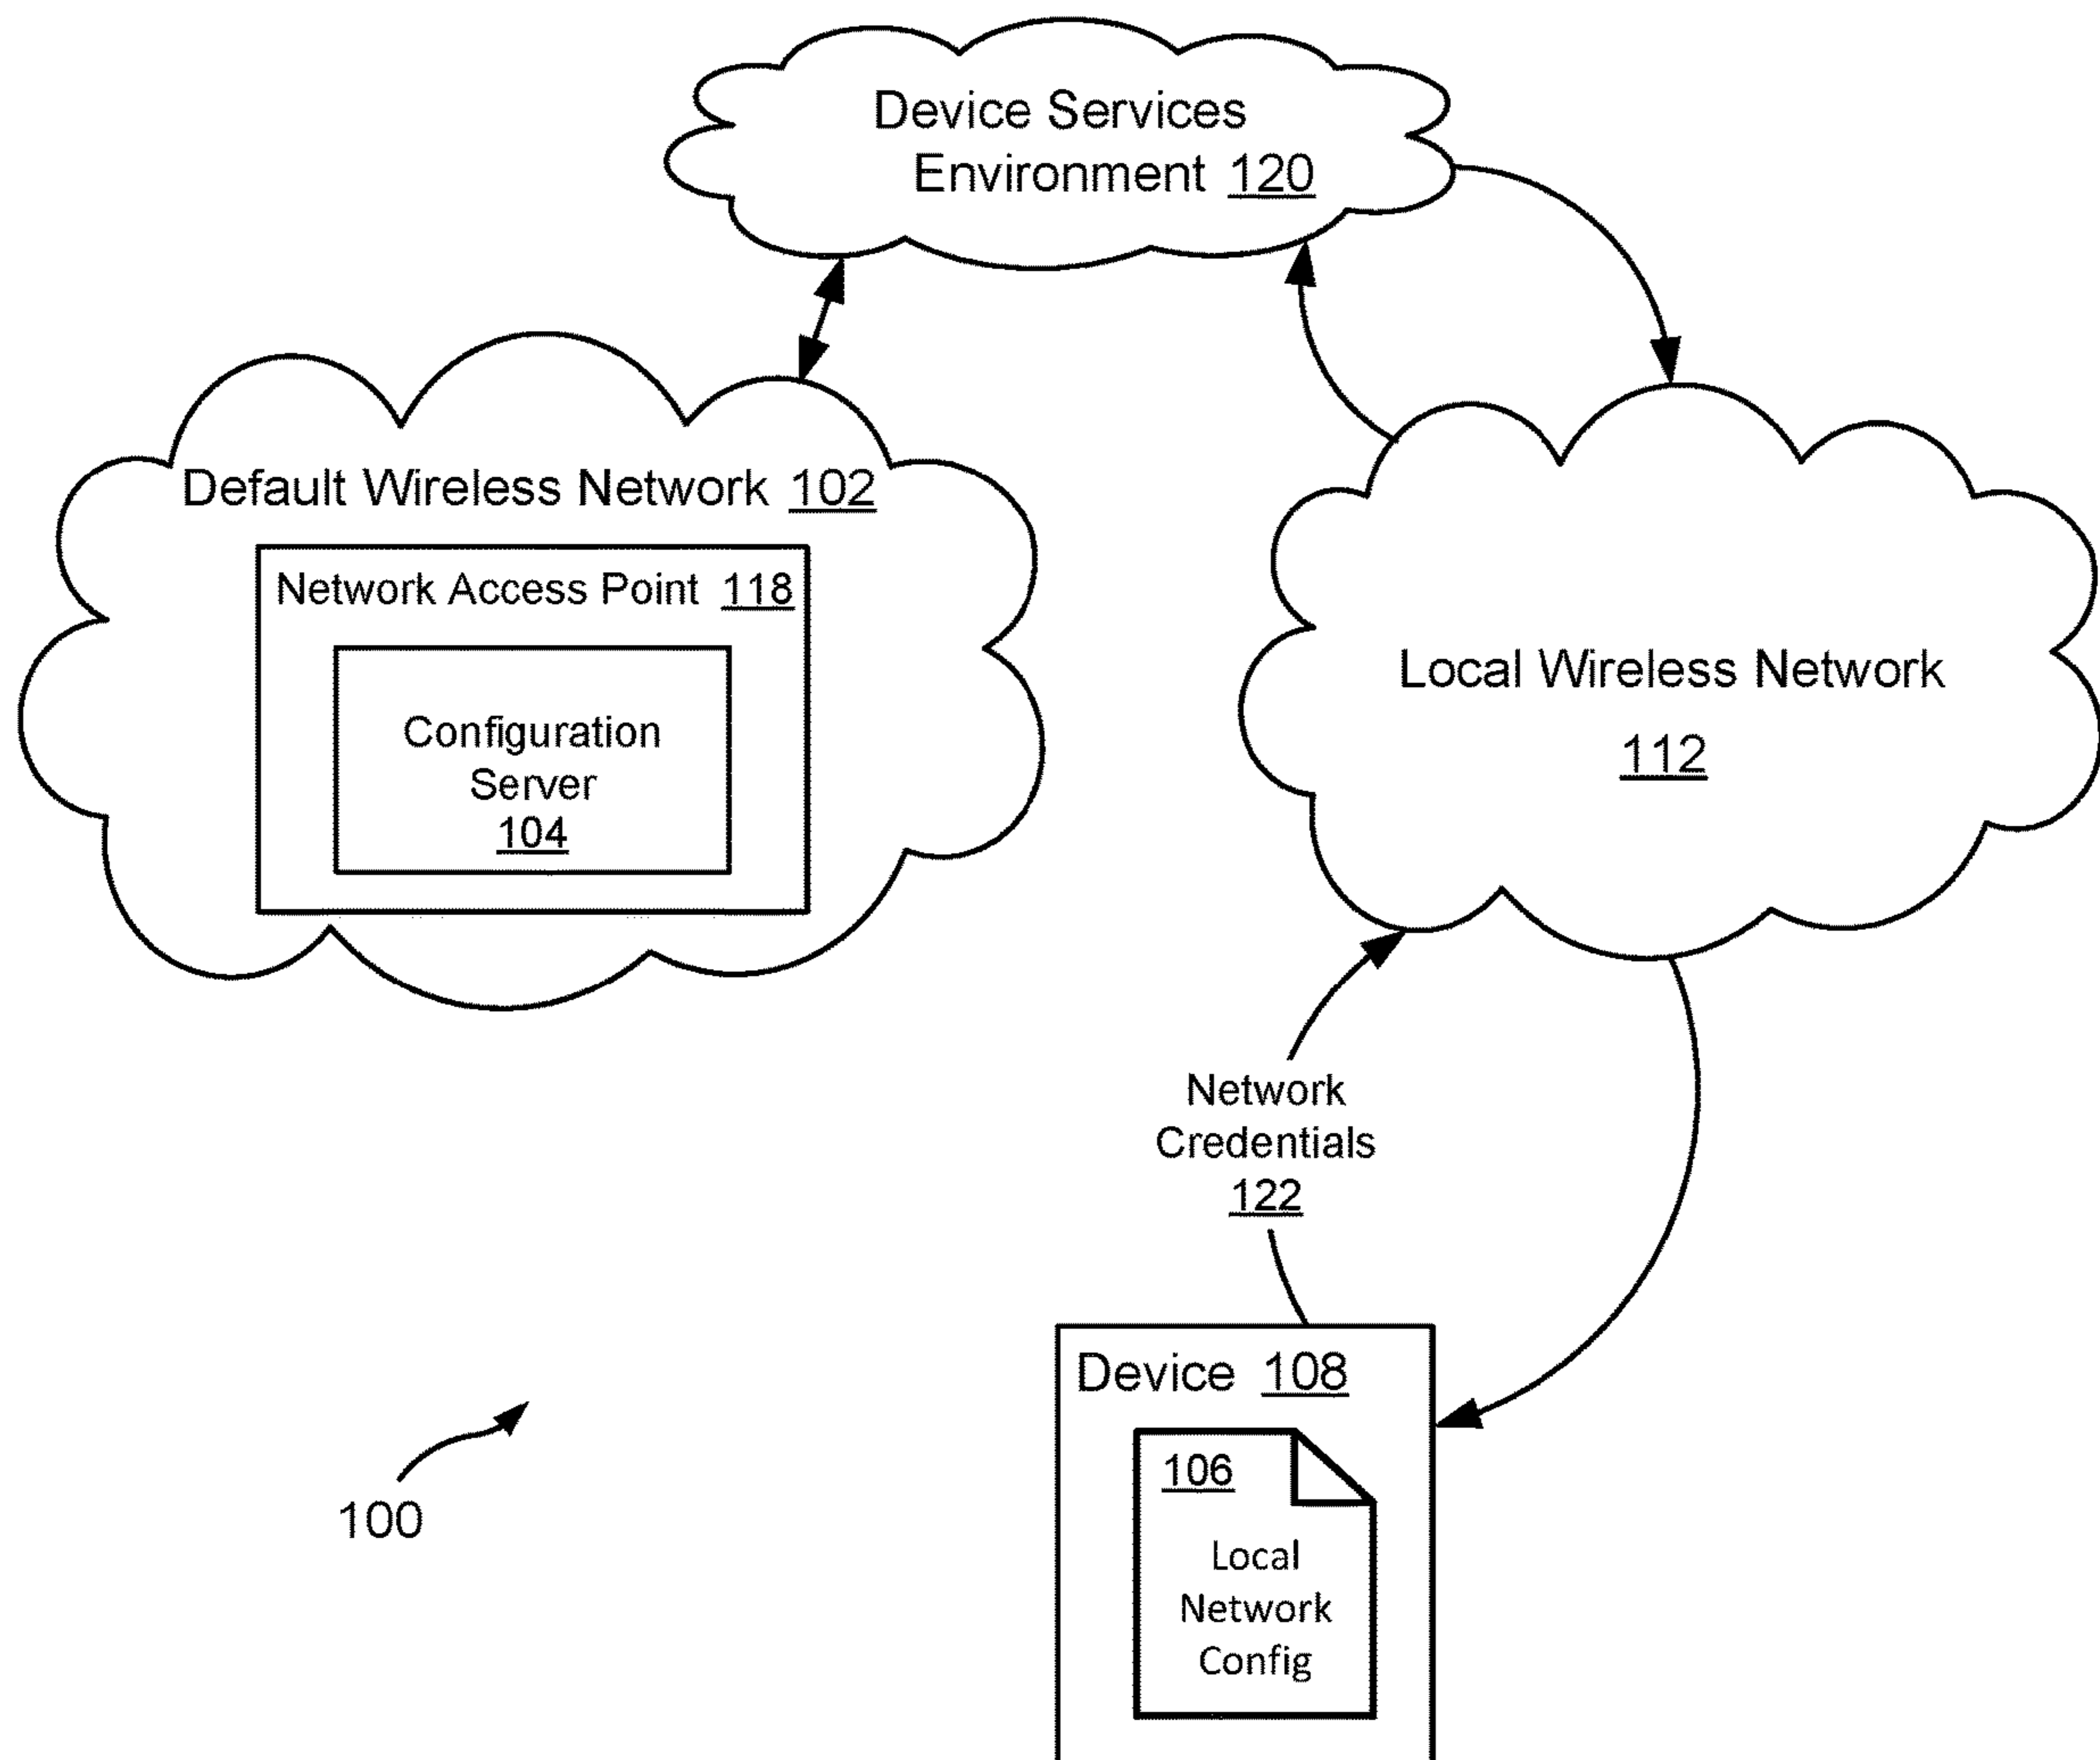 Device Services
Environment 120
Default Wireless Network 102
Network Access Point 118
Configuration
Server
104
Local Wireless Network
112
Network
Credentials
122
Device 108
106
Local
Network
Config
100